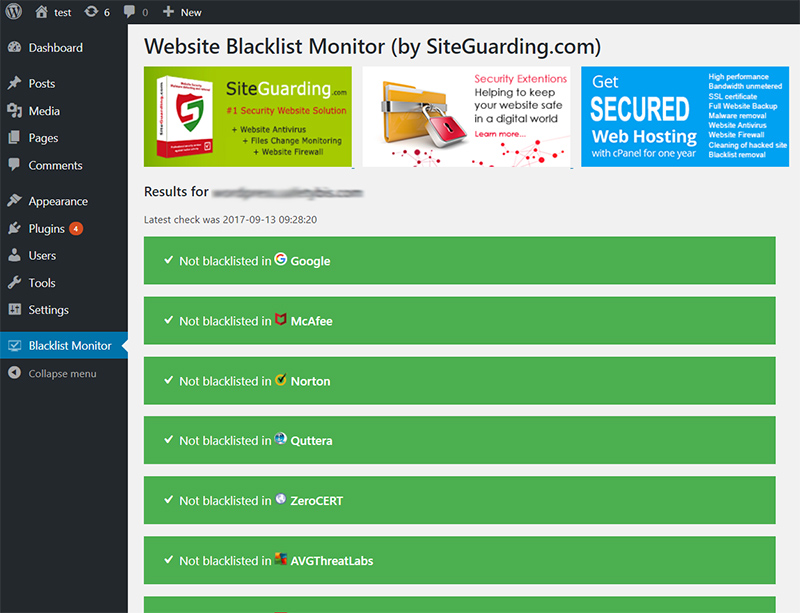 test 6 0 New
Dashboard
Posts
Media
Pages
Comments
Appearance
Plugins 4
Users
Tools
Settings
Blacklist Monitor
Collapse menu
Website Blacklist Monitor (by SiteGuarding.com)
SiteGuarding.com
SiteGuarding.com
#1 Security Website Solution
+ Website Antivirus
+ Files Change Monitoring
+ Website Firewall
Security Extentions
Helping to keep
your website safe
in a digital world
Learn more...
Get
SECURED
Web Hosting
with cPanel for one year
High performance
Bandwidth unmetered
SSL certificate
Full Website Backup
Malware removal
Website Antivirus
Website Firewall
Cleaning of hacked site
Blacklist removal
Results for
Latest check was 2017-09-13 09:28:20
Not blacklisted in Google
Not blacklisted in McAfee
Not blacklisted in Norton
Not blacklisted in Quttera
Not blacklisted in ZeroCERT
Not blacklisted in AVGThreatLabs